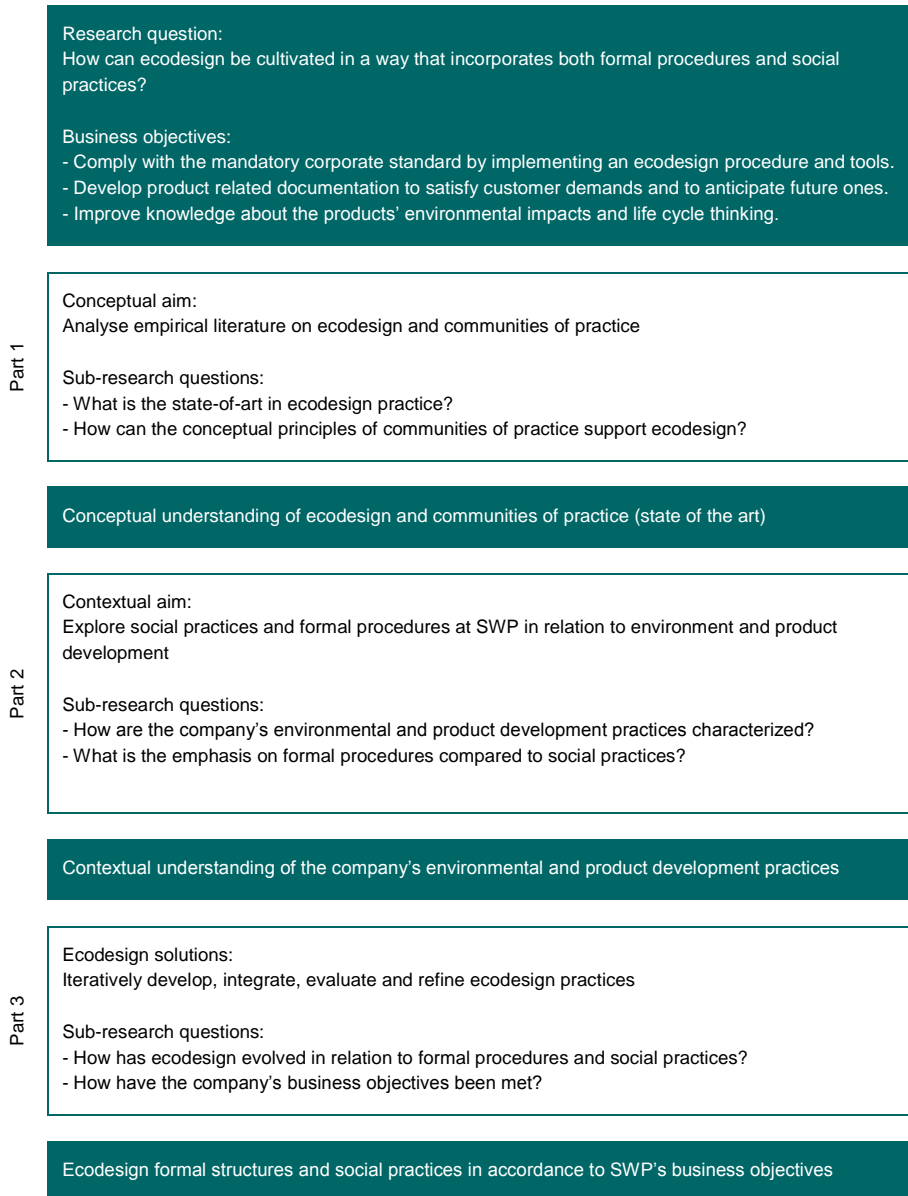 Research question:
How can ecodesign be cultivated in a way that incorporates both formal procedures and social
practices?
Business objectives:
- Comply with the mandatory corporate standard by implementing an ecodesign procedure and tools.
- Develop product related documentation to satisfy customer demands and to anticipate future ones.
- Improve knowledge about the products’ environmental impacts and life cycle thinking.
Part 1
Conceptual aim:
Analyse empirical literature on ecodesign and communities of practice
Sub-research questions:
- What is the state-of-art in ecodesign practice?
- How can the conceptual principles of communities of practice support ecodesign?
Conceptual understanding of ecodesign and communities of practice (state of the art)
Part 2
Contextual aim:
Explore social practices and formal procedures at SWP in relation to environment and product
development
Sub-research questions:
- How are the company’s environmental and product development practices characterized?
- What is the emphasis on formal procedures compared to social practices?
Contextual understanding of the company’s environmental and product development practices
Part 3
Ecodesign solutions:
Iteratively develop, integrate, evaluate and refine ecodesign practices
Sub-research questions:
- How has ecodesign evolved in relation to formal procedures and social practices?
- How have the company’s business objectives been met?
Ecodesign formal structures and social practices in accordance to SWP’s business objectives